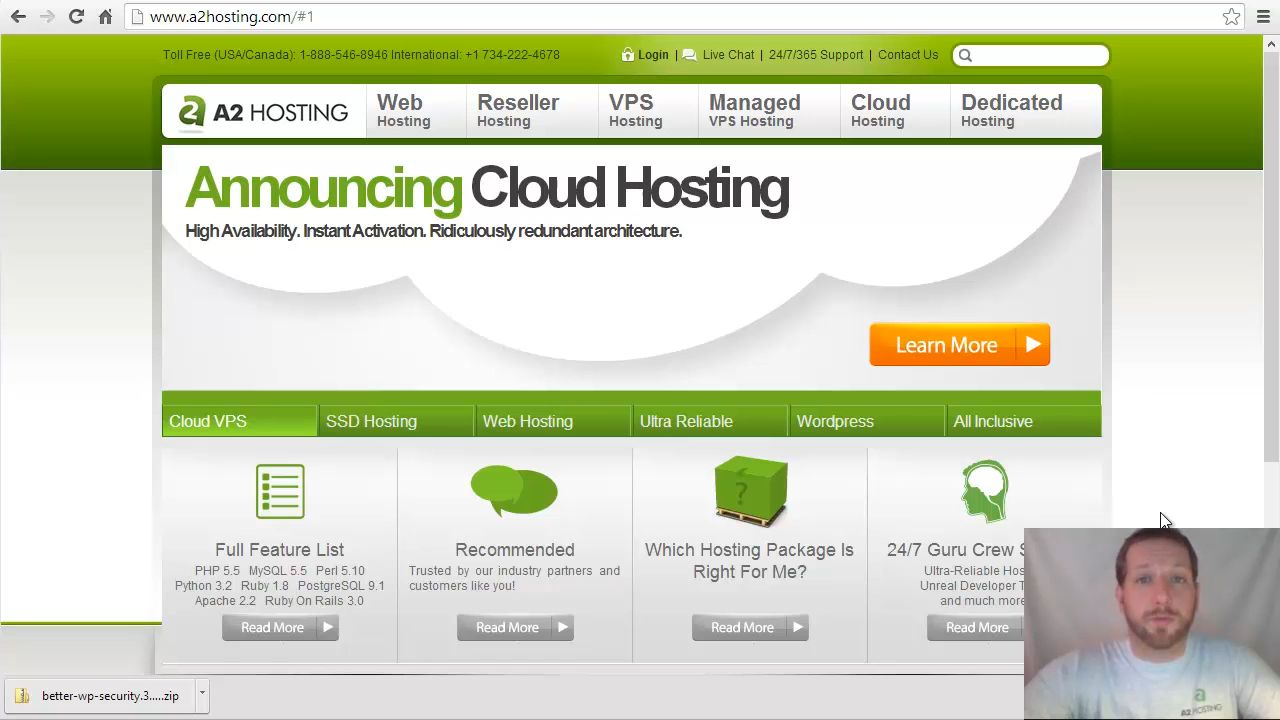 www.a2hosting.com/#1
Toll Free (USA/Canada): 1-888-546-8946 International: +1 734-222-4678
Login | Live Chat | 24/7/365 Support | Contact Us
a2 A2 HOSTING
Web Hosting
Reseller Hosting
VPS Hosting
Managed VPS Hosting
Cloud Hosting
Dedicated Hosting
Announcing Cloud Hosting
High Availability. Instant Activation. Ridiculously redundant architecture.
Learn More
Cloud VPS
SSD Hosting
Web Hosting
Ultra Reliable
Wordpress
All Inclusive
Full Feature List
PHP 5.5 MySQL 5.5 Perl 5.10
Python 3.2 Ruby 1.8 PostgreSQL 9.1
Apache 2.2 Ruby On Rails 3.0
Read More
Recommended
Trusted by our industry partners and
customers like you!
Read More
?
Which Hosting Package Is
Right For Me?
Read More
24/7 Guru Crew S
Ultra-Reliable Hos
Unreal Developer T
and much more
Read More
better-wp-security.3.....zip
A2 HOSTING